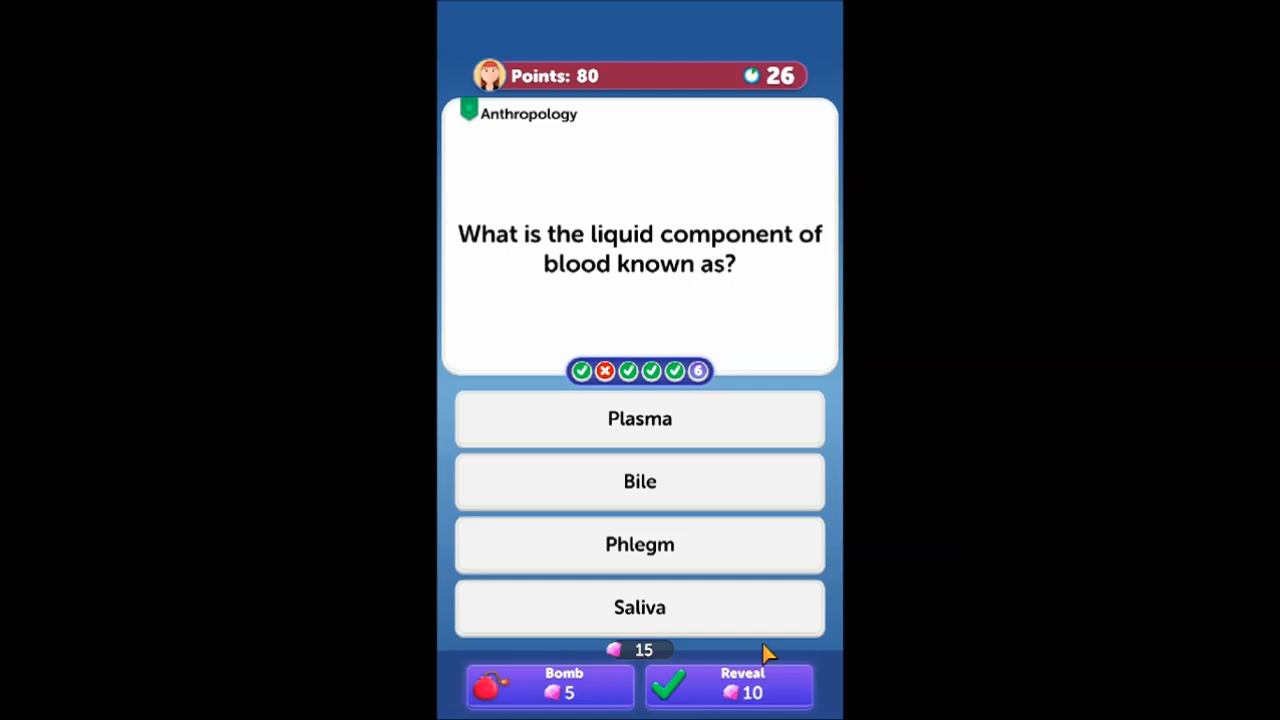 Points: 80
26
Anthropology
What is the liquid component of
blood known as?
6
Plasma
Bile
Phlegm
Saliva
15
Bomb
5
Reveal
10